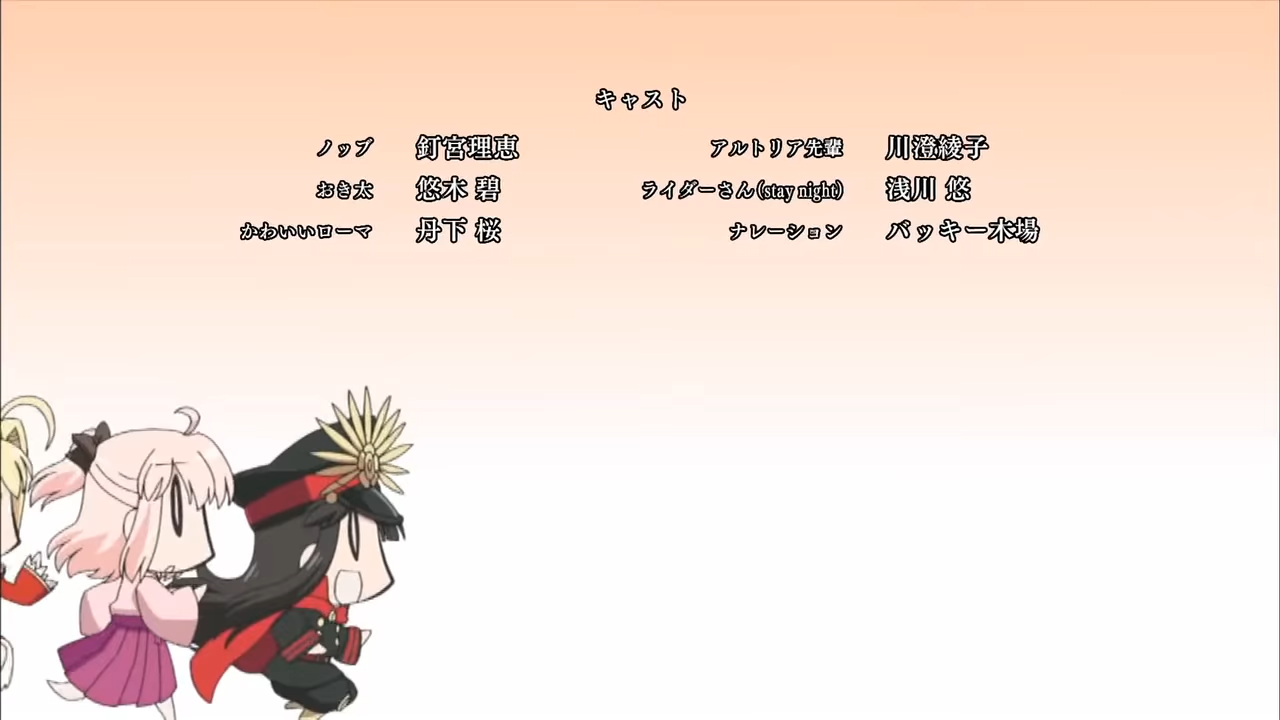 キャスト
ノッブ 釘宮理恵 アルトリア先輩 川澄綾子
おき太 悠木 碧 ライダーさん(stay night) 浅川 悠
かわいいローマ 丹下 桜 ナレーション バッキー木場